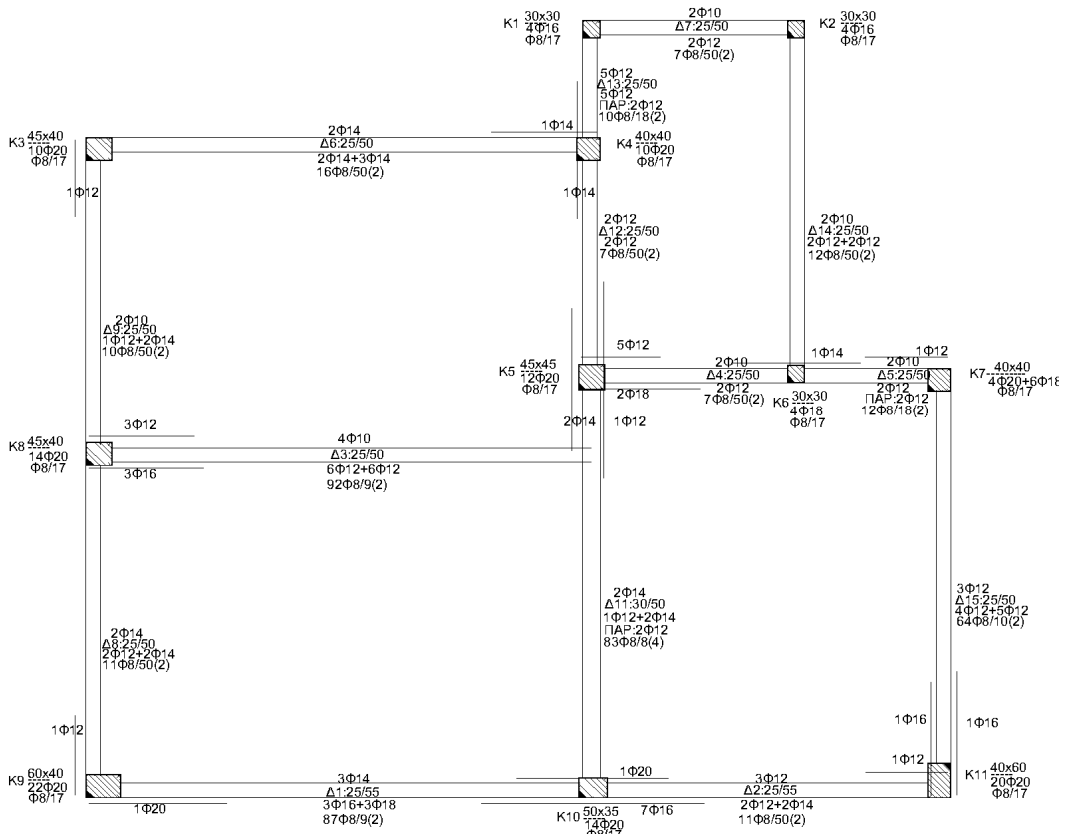 K1 30x30
4Φ16
Φ8/17
2Φ10
Δ7:25/50
2Φ12
7Φ8/50(2)
K2 30x30
4Φ16
Φ8/17
5Φ12
Δ13:25/50
5Φ12
ΠΑΡ:2Φ12
10Φ8/18(2)
K3 45x40
10Φ20
Φ8/17
2Φ14
Δ6:25/50
2Φ14+3Φ14
16Φ8/50(2)
1Φ14
K4 40x40
10Φ20
Φ8/17
1Φ12
1Φ14
2Φ12
Δ12:25/50
2Φ12
7Φ8/50(2)
2Φ10
Δ14:25/50
2Φ12+2Φ12
12Φ8/50(2)
2Φ10
Δ9:25/50
1Φ12+2Φ14
10Φ8/50(2)
K5 45x45
12Φ20
Φ8/17
5Φ12
2Φ18
2Φ10
Δ4:25/50
2Φ12
7Φ8/50(2)
1Φ14
K6 30x30
4Φ18
Φ8/17
1Φ12
2Φ10
Δ5:25/50
2Φ12
ΠΑΡ:2Φ12
12Φ8/18(2)
K7 40x40
4Φ20+6Φ18
Φ8/17
2Φ14
1Φ12
K8 45x40
14Φ20
Φ8/17
3Φ12
3Φ16
4Φ10
Δ3:25/50
6Φ12+6Φ12
92Φ8/9(2)
2Φ14
Δ8:25/50
2Φ12+2Φ14
11Φ8/50(2)
2Φ14
Δ11:30/50
1Φ12+2Φ14
ΠΑΡ:2Φ12
83Φ8/8(4)
3Φ12
Δ15:25/50
4Φ12+5Φ12
64Φ8/10(2)
1Φ12
1Φ16
1Φ16
1Φ12
K9 60x40
22Φ20
Φ8/17
1Φ20
3Φ14
Δ1:25/55
3Φ16+3Φ18
87Φ8/9(2)
1Φ20
K10 50x35
14Φ20
Φ8/17
7Φ16
3Φ12
Δ2:25/55
2Φ12+2Φ14
11Φ8/50(2)
K11 40x60
20Φ20
Φ8/17